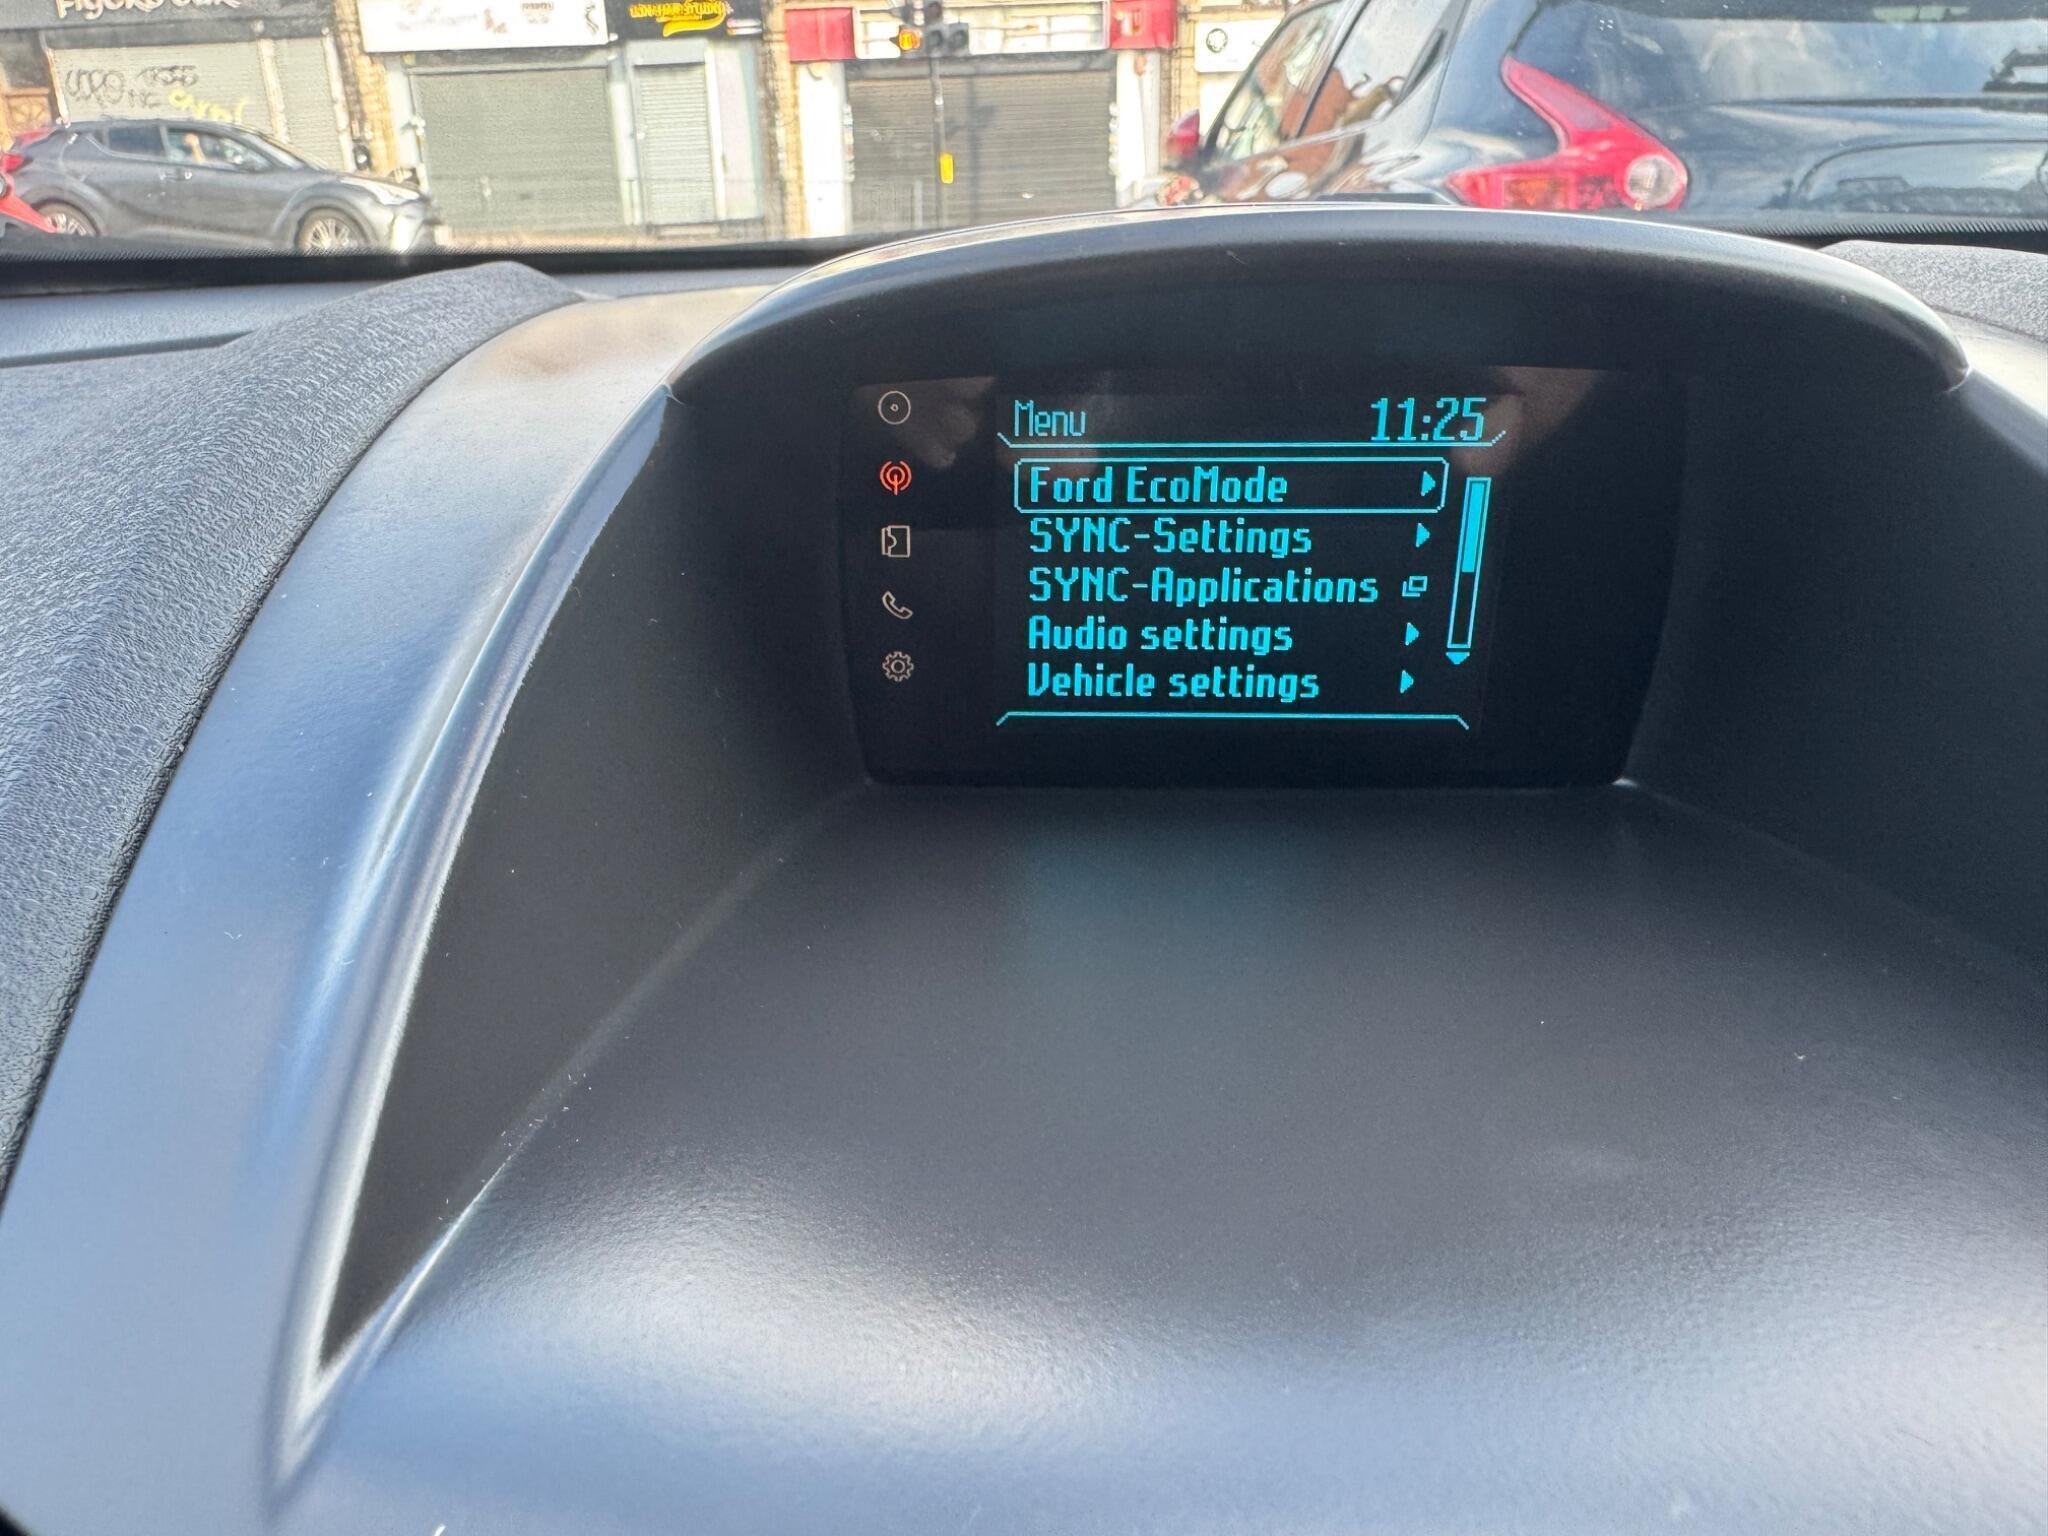 Menu 11:25
Ford EcoMode
SYNC-Settings
SYNC-Applications
Audio settings
Vehicle settings